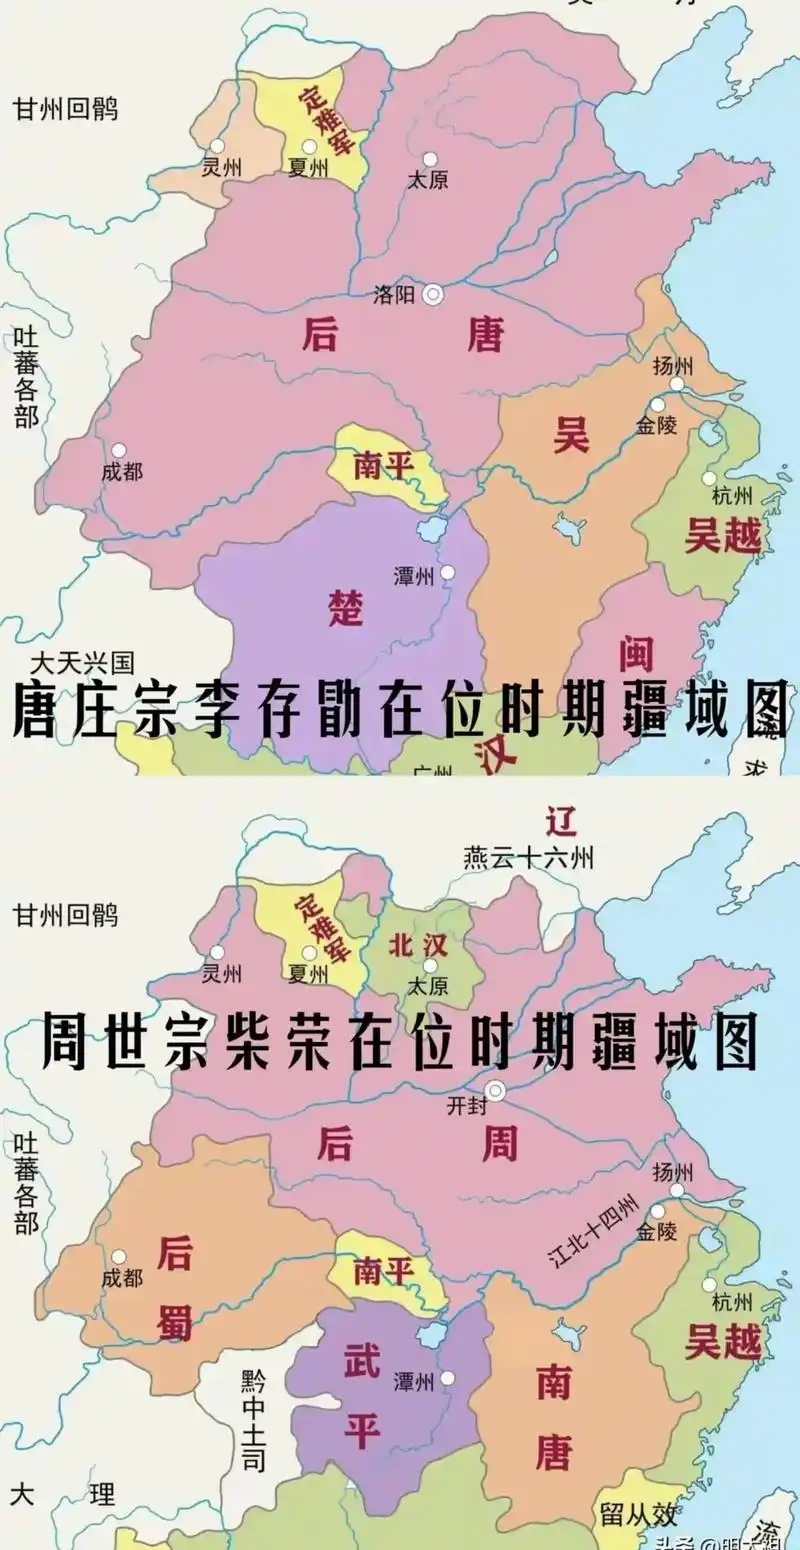 甘州回鹘
定难军
灵州
夏州
太原
洛阳
后唐
吐蕃各部
扬州
金陵
吴
成都
南平
杭州
吴越
潭州
楚
闽
大天兴国
唐庄宗李存勖在位时期疆域图
汉
广州
流求
辽
燕云十六州
甘州回鹘
定难军
北汉
灵州
夏州
太原
周世宗柴荣在位时期疆域图
开封
后周
吐蕃各部
扬州
江北十四州
金陵
后蜀
成都
南平
杭州
吴越
武平
潭州
黔中土司
南唐
大理
留从效
流